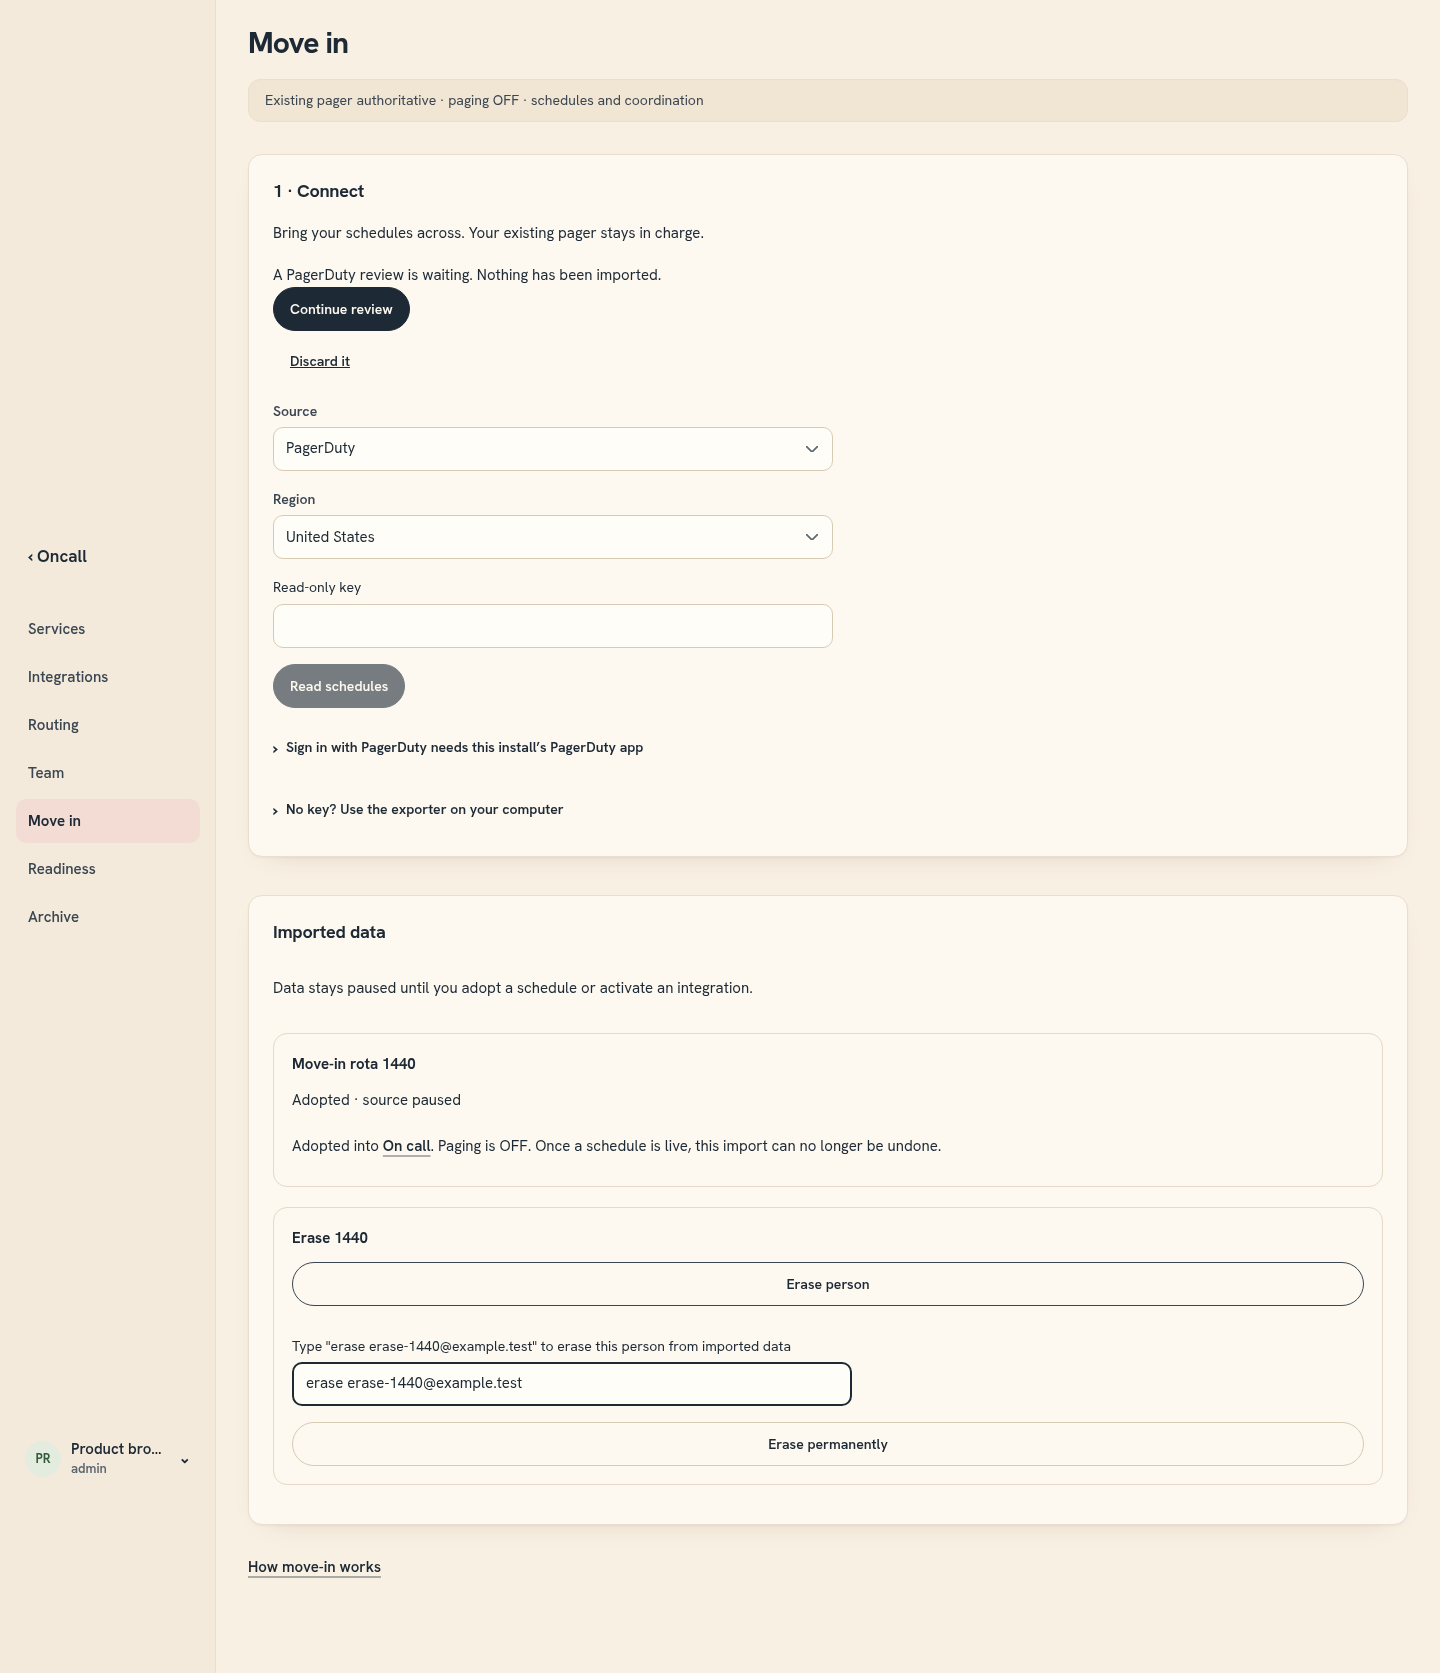 ‹ Oncall
Services
Integrations
Routing
Team
Move in
Readiness
Archive
PR
Product bro...
admin
Move in
Existing pager authoritative · paging OFF · schedules and coordination
1 · Connect
Bring your schedules across. Your existing pager stays in charge.
A PagerDuty review is waiting. Nothing has been imported.
Continue review
Discard it
Source
PagerDuty
Region
United States
Read-only key
Read schedules
› Sign in with PagerDuty needs this install’s PagerDuty app
› No key? Use the exporter on your computer
Imported data
Data stays paused until you adopt a schedule or activate an integration.
Move-in rota 1440
Adopted · source paused
Adopted into On call. Paging is OFF. Once a schedule is live, this import can no longer be undone.
Erase 1440
Erase person
Type "erase erase-1440@example.test" to erase this person from imported data
erase erase-1440@example.test
Erase permanently
How move-in works